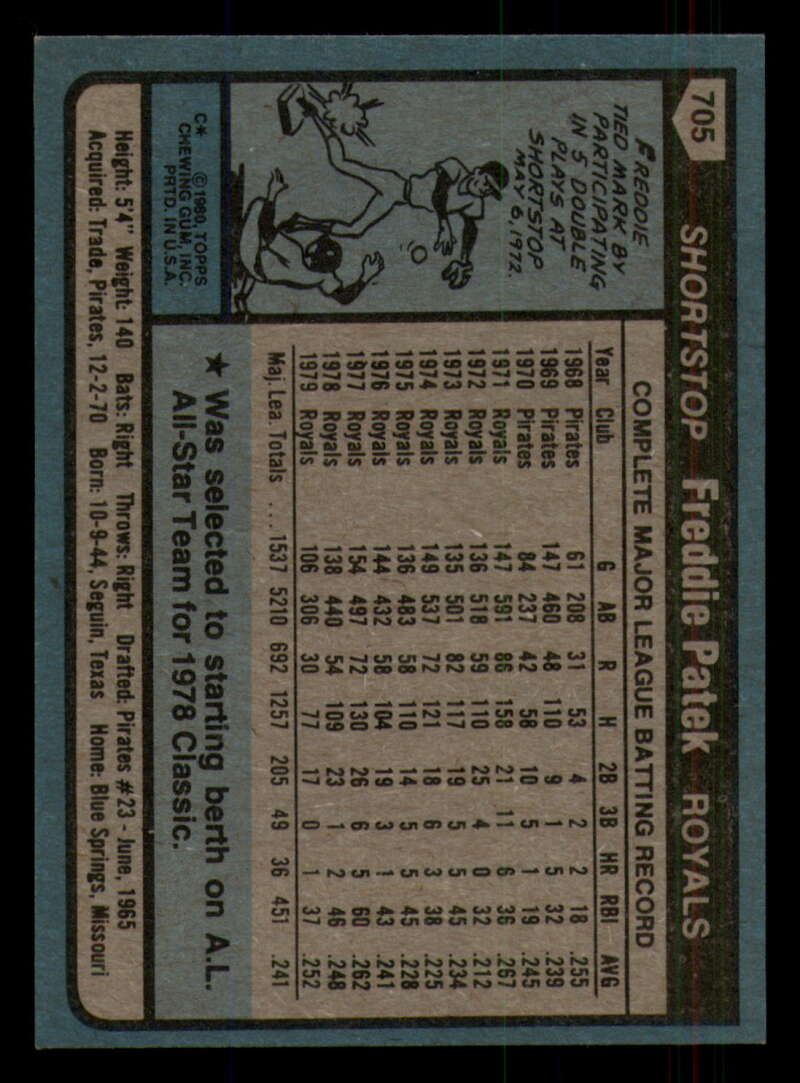 705
SHORTSTOP Freddie Patek ROYALS
FREDDIE
TIED MARK BY
PARTICIPATING
IN 5 DOUBLE
PLAYS AT
SHORTSTOP
MAY 6, 1972.
C* ©1980 TOPPS
CHEWING GUM, INC.
PRTD. IN U.S.A.
COMPLETE MAJOR LEAGUE BATTING RECORD
Year Club G AB R H 2B 3B HR RBI AVG
1968 Pirates 61 208 31 53 4 2 2 18 .255
1969 Pirates 147 460 48 110 9 1 5 32 .239
1970 Pirates 84 237 42 58 10 5 1 19 .245
1971 Royals 147 591 86 158 21 11 6 36 .267
1972 Royals 136 518 59 110 25 4 0 32 .212
1973 Royals 135 501 82 117 19 5 5 45 .234
1974 Royals 149 537 72 121 18 6 3 38 .225
1975 Royals 136 483 58 110 14 5 5 45 .228
1976 Royals 144 432 58 104 19 3 1 43 .241
1977 Royals 154 497 72 130 26 6 5 60 .262
1978 Royals 138 440 54 109 23 1 2 46 .248
1979 Royals 106 306 30 77 17 0 1 37 .252
Maj. Lea. Totals ... 1537 5210 692 1257 205 49 36 451 .241
★ Was selected to starting berth on A.L.
All-Star Team for 1978 Classic.
Height: 5'4" Weight: 140 Bats: Right Throws: Right Drafted: Pirates #23 - June, 1965
Acquired: Trade, Pirates, 12-2-70 Born: 10-9-44, Seguin, Texas Home: Blue Springs, Missouri